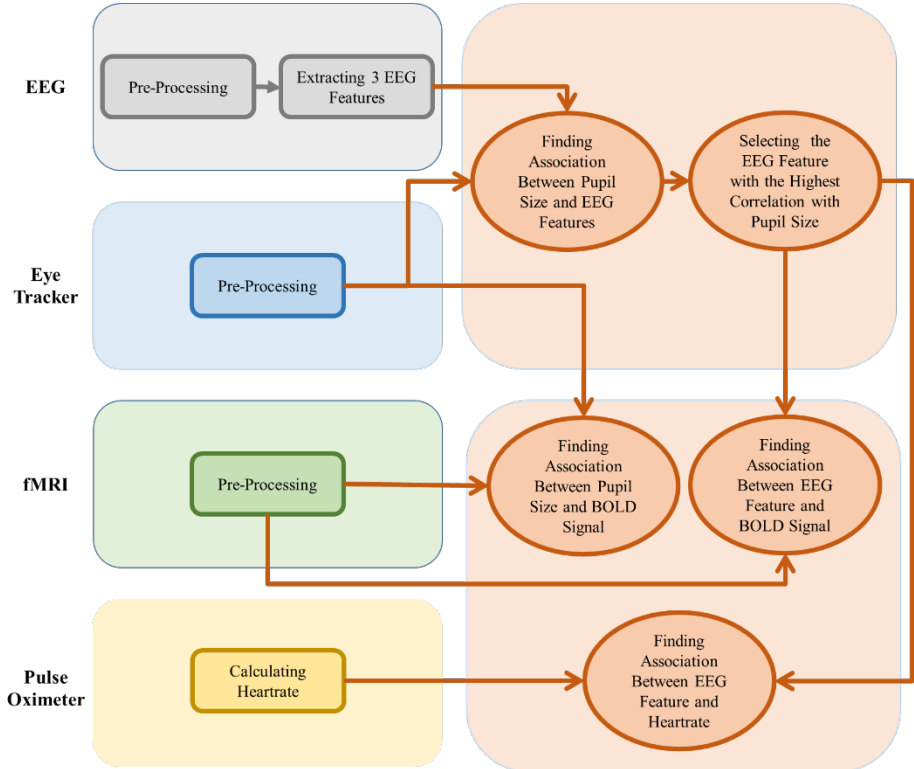 EEG
Pre-Processing
Extracting 3 EEG
Features
Finding
Association
Between Pupil
Size and EEG
Features
Selecting the
EEG Feature
with the Highest
Correlation with
Pupil Size
Eye
Tracker
Pre-Processing
fMRI
Pre-Processing
Finding
Association
Between Pupil
Size and BOLD
Signal
Finding
Association
Between EEG
Feature and
BOLD Signal
Pulse
Oximeter
Calculating
Heartrate
Finding
Association
Between EEG
Feature and
Heartrate